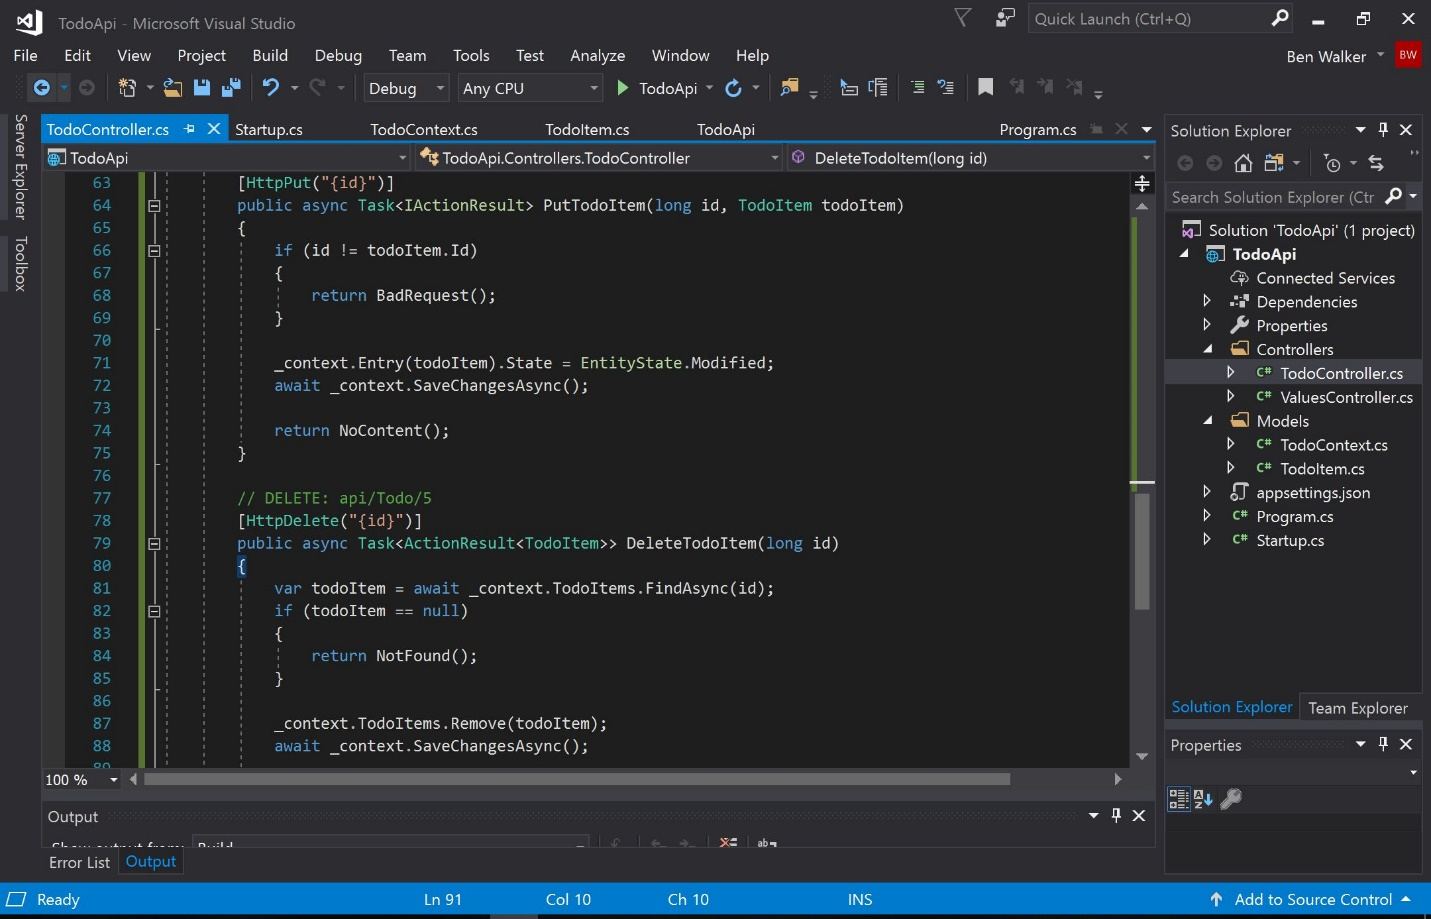 TodoApi - Microsoft Visual Studio
Quick Launch (Ctrl+Q)
File Edit View Project Build Debug Team Tools Test Analyze Window Help
Ben Walker BW
Debug Any CPU TodoApi
Server Explorer
Toolbox
TodoController.cs Startup.cs TodoContext.cs TodoItem.cs TodoApi Program.cs
TodoApi TodoApi.Controllers.TodoController DeleteTodoItem(long id)
63 [HttpPut("{id}")]
64 public async Task<IActionResult> PutTodoItem(long id, TodoItem todoItem)
65 {
66 if (id != todoItem.Id)
67 {
68 return BadRequest();
69 }
70
71 _context.Entry(todoItem).State = EntityState.Modified;
72 await _context.SaveChangesAsync();
73
74 return NoContent();
75 }
76
77 // DELETE: api/Todo/5
78 [HttpDelete("{id}")]
79 public async Task<ActionResult<TodoItem>> DeleteTodoItem(long id)
80 {
81 var todoItem = await _context.TodoItems.FindAsync(id);
82 if (todoItem == null)
83 {
84 return NotFound();
85 }
86
87 _context.TodoItems.Remove(todoItem);
88 await _context.SaveChangesAsync();
89
100 %
Output
Show output from: Build
Error List Output
Solution Explorer
Search Solution Explorer (Ctr
Solution 'TodoApi' (1 project)
TodoApi
Connected Services
Dependencies
Properties
Controllers
C# TodoController.cs
C# ValuesController.cs
Models
C# TodoContext.cs
C# TodoItem.cs
appsettings.json
C# Program.cs
C# Startup.cs
Solution Explorer Team Explorer
Properties
Ready Ln 91 Col 10 Ch 10 INS Add to Source Control